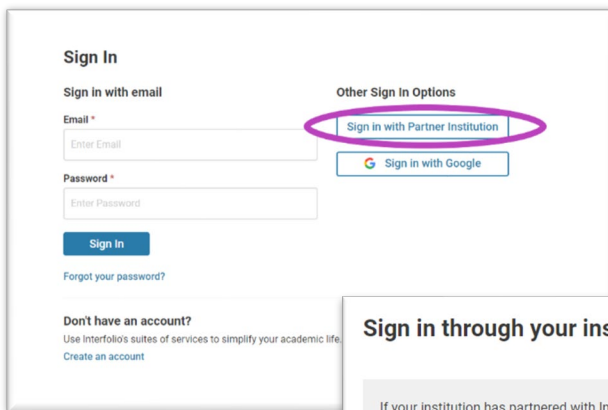 Sign In
Sign in with email
Email *
Enter Email
Password *
Enter Password
Sign In
Forgot your password?
Other Sign In Options
Sign in with Partner Institution
Sign in with Google
Don't have an account?
Use Interfolio's suites of services to simplify your academic life.
Create an account
Sign in through your ins
If your institution has partnered with In